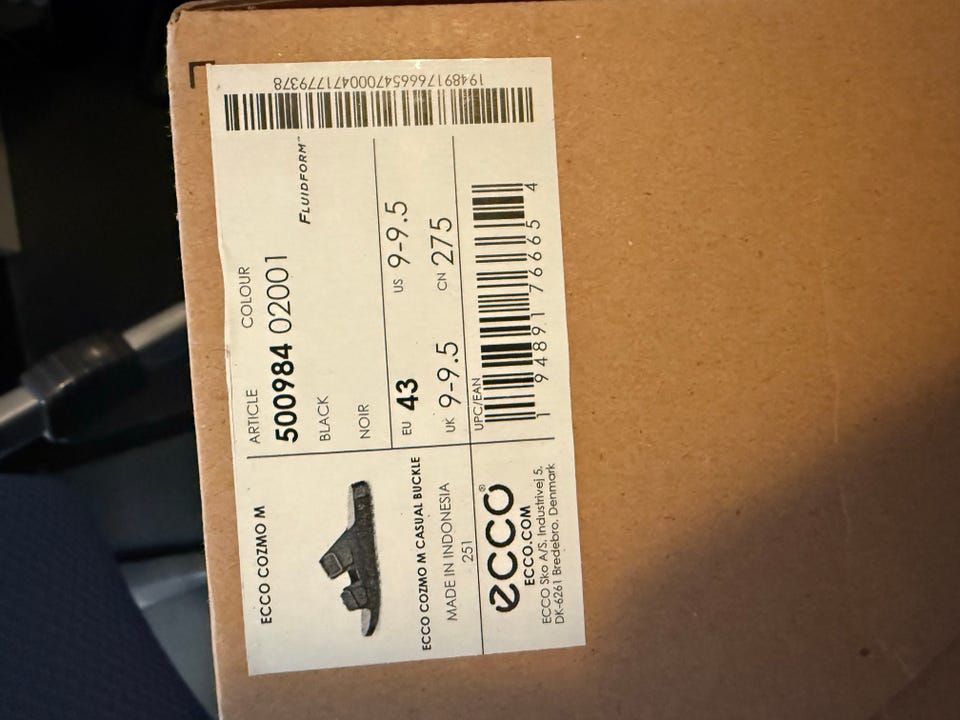 ECCO COZMO M
ECCO COZMO M CASUAL BUCKLE
MADE IN INDONESIA
251
ecco®
ECCO.COM
ECCO Sko A/S, Industrivej 5,
DK-6261 Bredebro, Denmark
ARTICLE COLOUR
500984 02001
BLACK
NOIR
FLUIDFORM™
EU 43 US 9-9.5
UK 9-9.5 CN 275
UPC/EAN
1 94891 76665 4
1948917666547000471779378